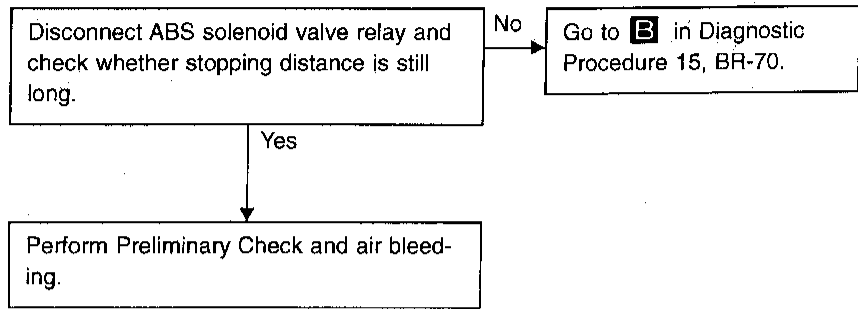 Disconnect ABS solenoid valve relay and
check whether stopping distance is still
long.
No
Go to B in Diagnostic
Procedure 15, BR-70.
Yes
Perform Preliminary Check and air bleed-
ing.